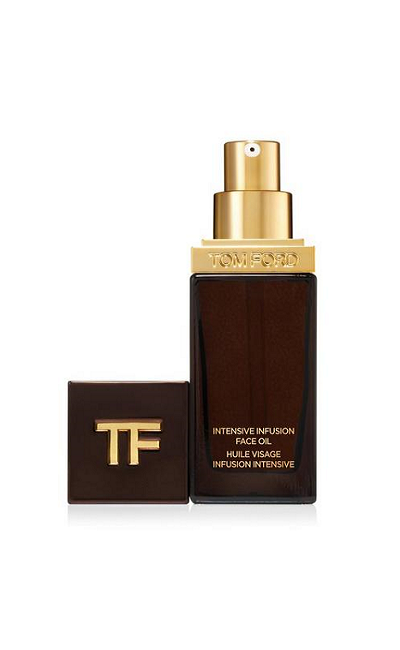 TOM FORD
INTENSIVE INFUSION
FACE OIL
HUILE VISAGE
INFUSION INTENSIVE
TF